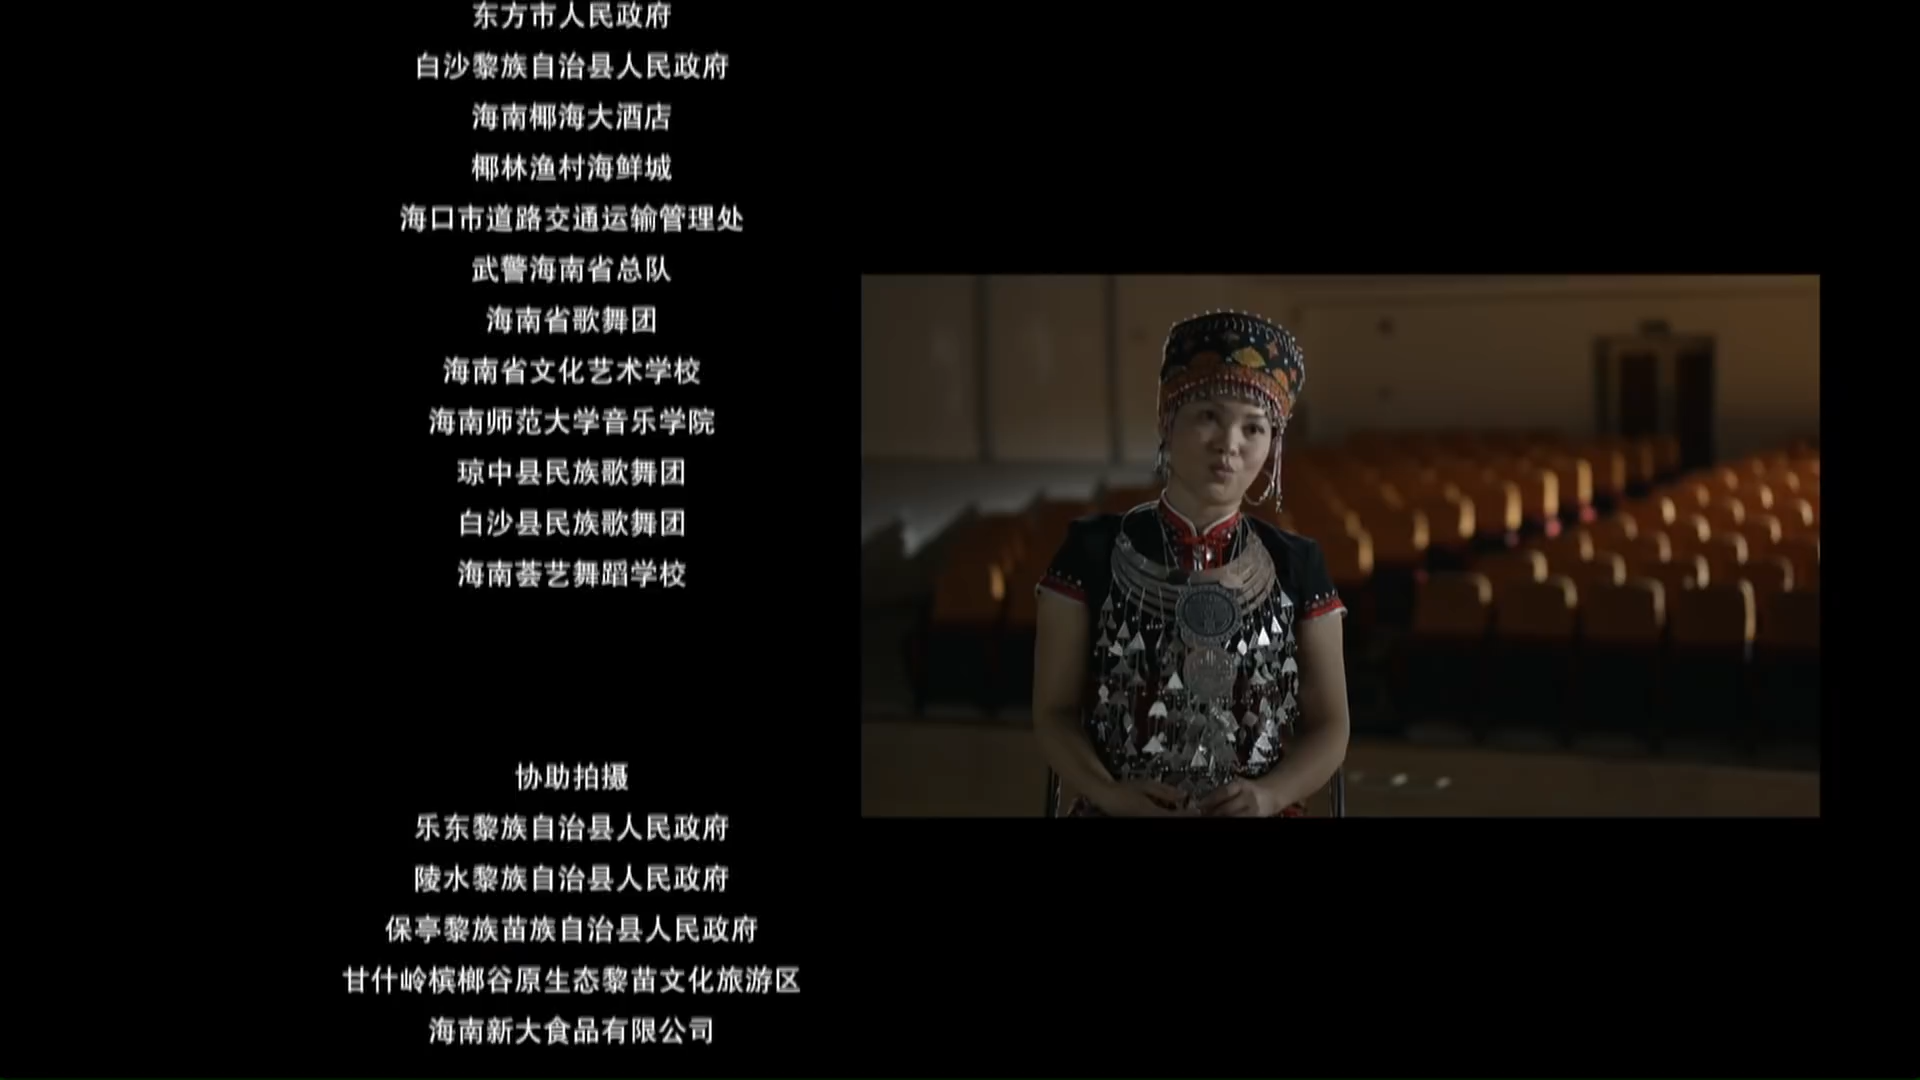 东方市人民政府
白沙黎族自治县人民政府
海南椰海大酒店
椰林渔村海鲜城
海口市道路交通运输管理处
武警海南省总队
海南省歌舞团
海南省文化艺术学校
海南师范大学音乐学院
琼中县民族歌舞团
白沙县民族歌舞团
海南荟艺舞蹈学校
协助拍摄
乐东黎族自治县人民政府
陵水黎族自治县人民政府
保亭黎族苗族自治县人民政府
甘什岭槟榔谷原生态黎苗文化旅游区
海南新大食品有限公司